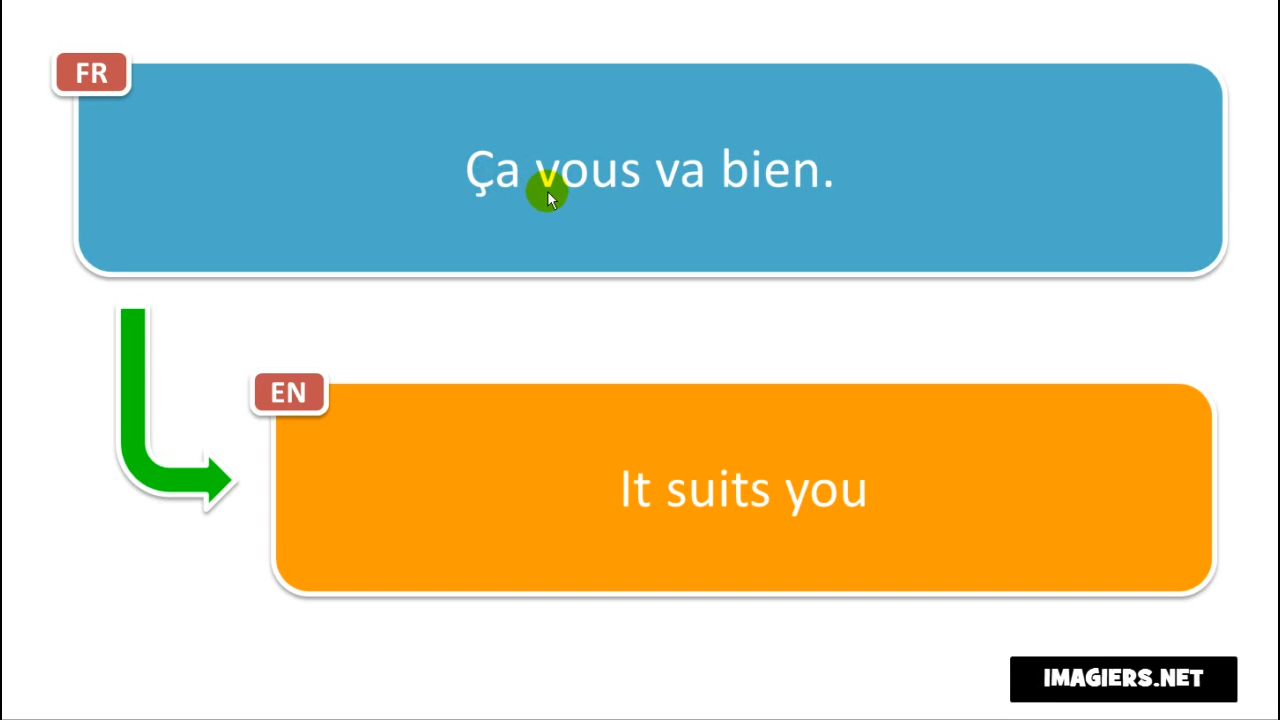 FR
Ça vous va bien.
EN
It suits you
IMAGIERS.NET